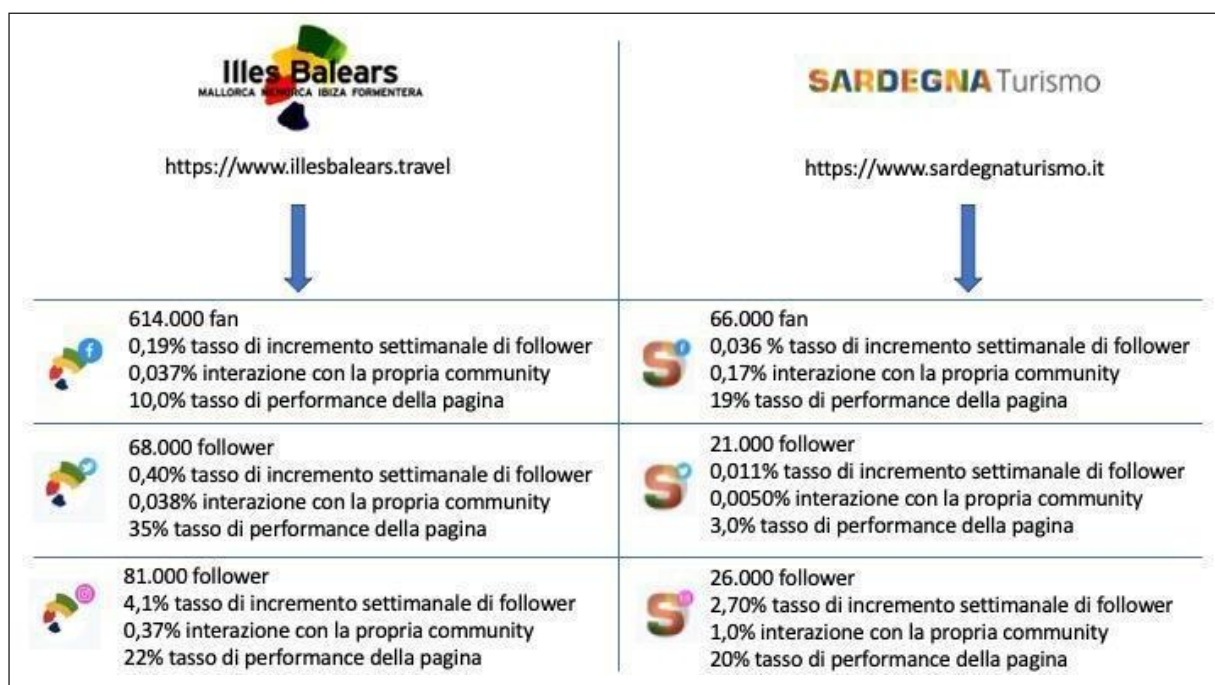 Illes Balears
MALLORCA MENORCA IBIZA FORMENTERA
https://www.illesbalears.travel
SARDEGNA Turismo
https://www.sardegnaturismo.it
614.000 fan
0,19% tasso di incremento settimanale di follower
0,037% interazione con la propria community
10,0% tasso di performance della pagina
66.000 fan
0,036 % tasso di incremento settimanale di follower
0,17% interazione con la propria community
19% tasso di performance della pagina
68.000 follower
0,40% tasso di incremento settimanale di follower
0,038% interazione con la propria community
35% tasso di performance della pagina
21.000 follower
0,011% tasso di incremento settimanale di follower
0,0050% interazione con la propria community
3,0% tasso di performance della pagina
81.000 follower
4,1% tasso di incremento settimanale di follower
0,37% interazione con la propria community
22% tasso di performance della pagina
26.000 follower
2,70% tasso di incremento settimanale di follower
1,0% interazione con la propria community
20% tasso di performance della pagina